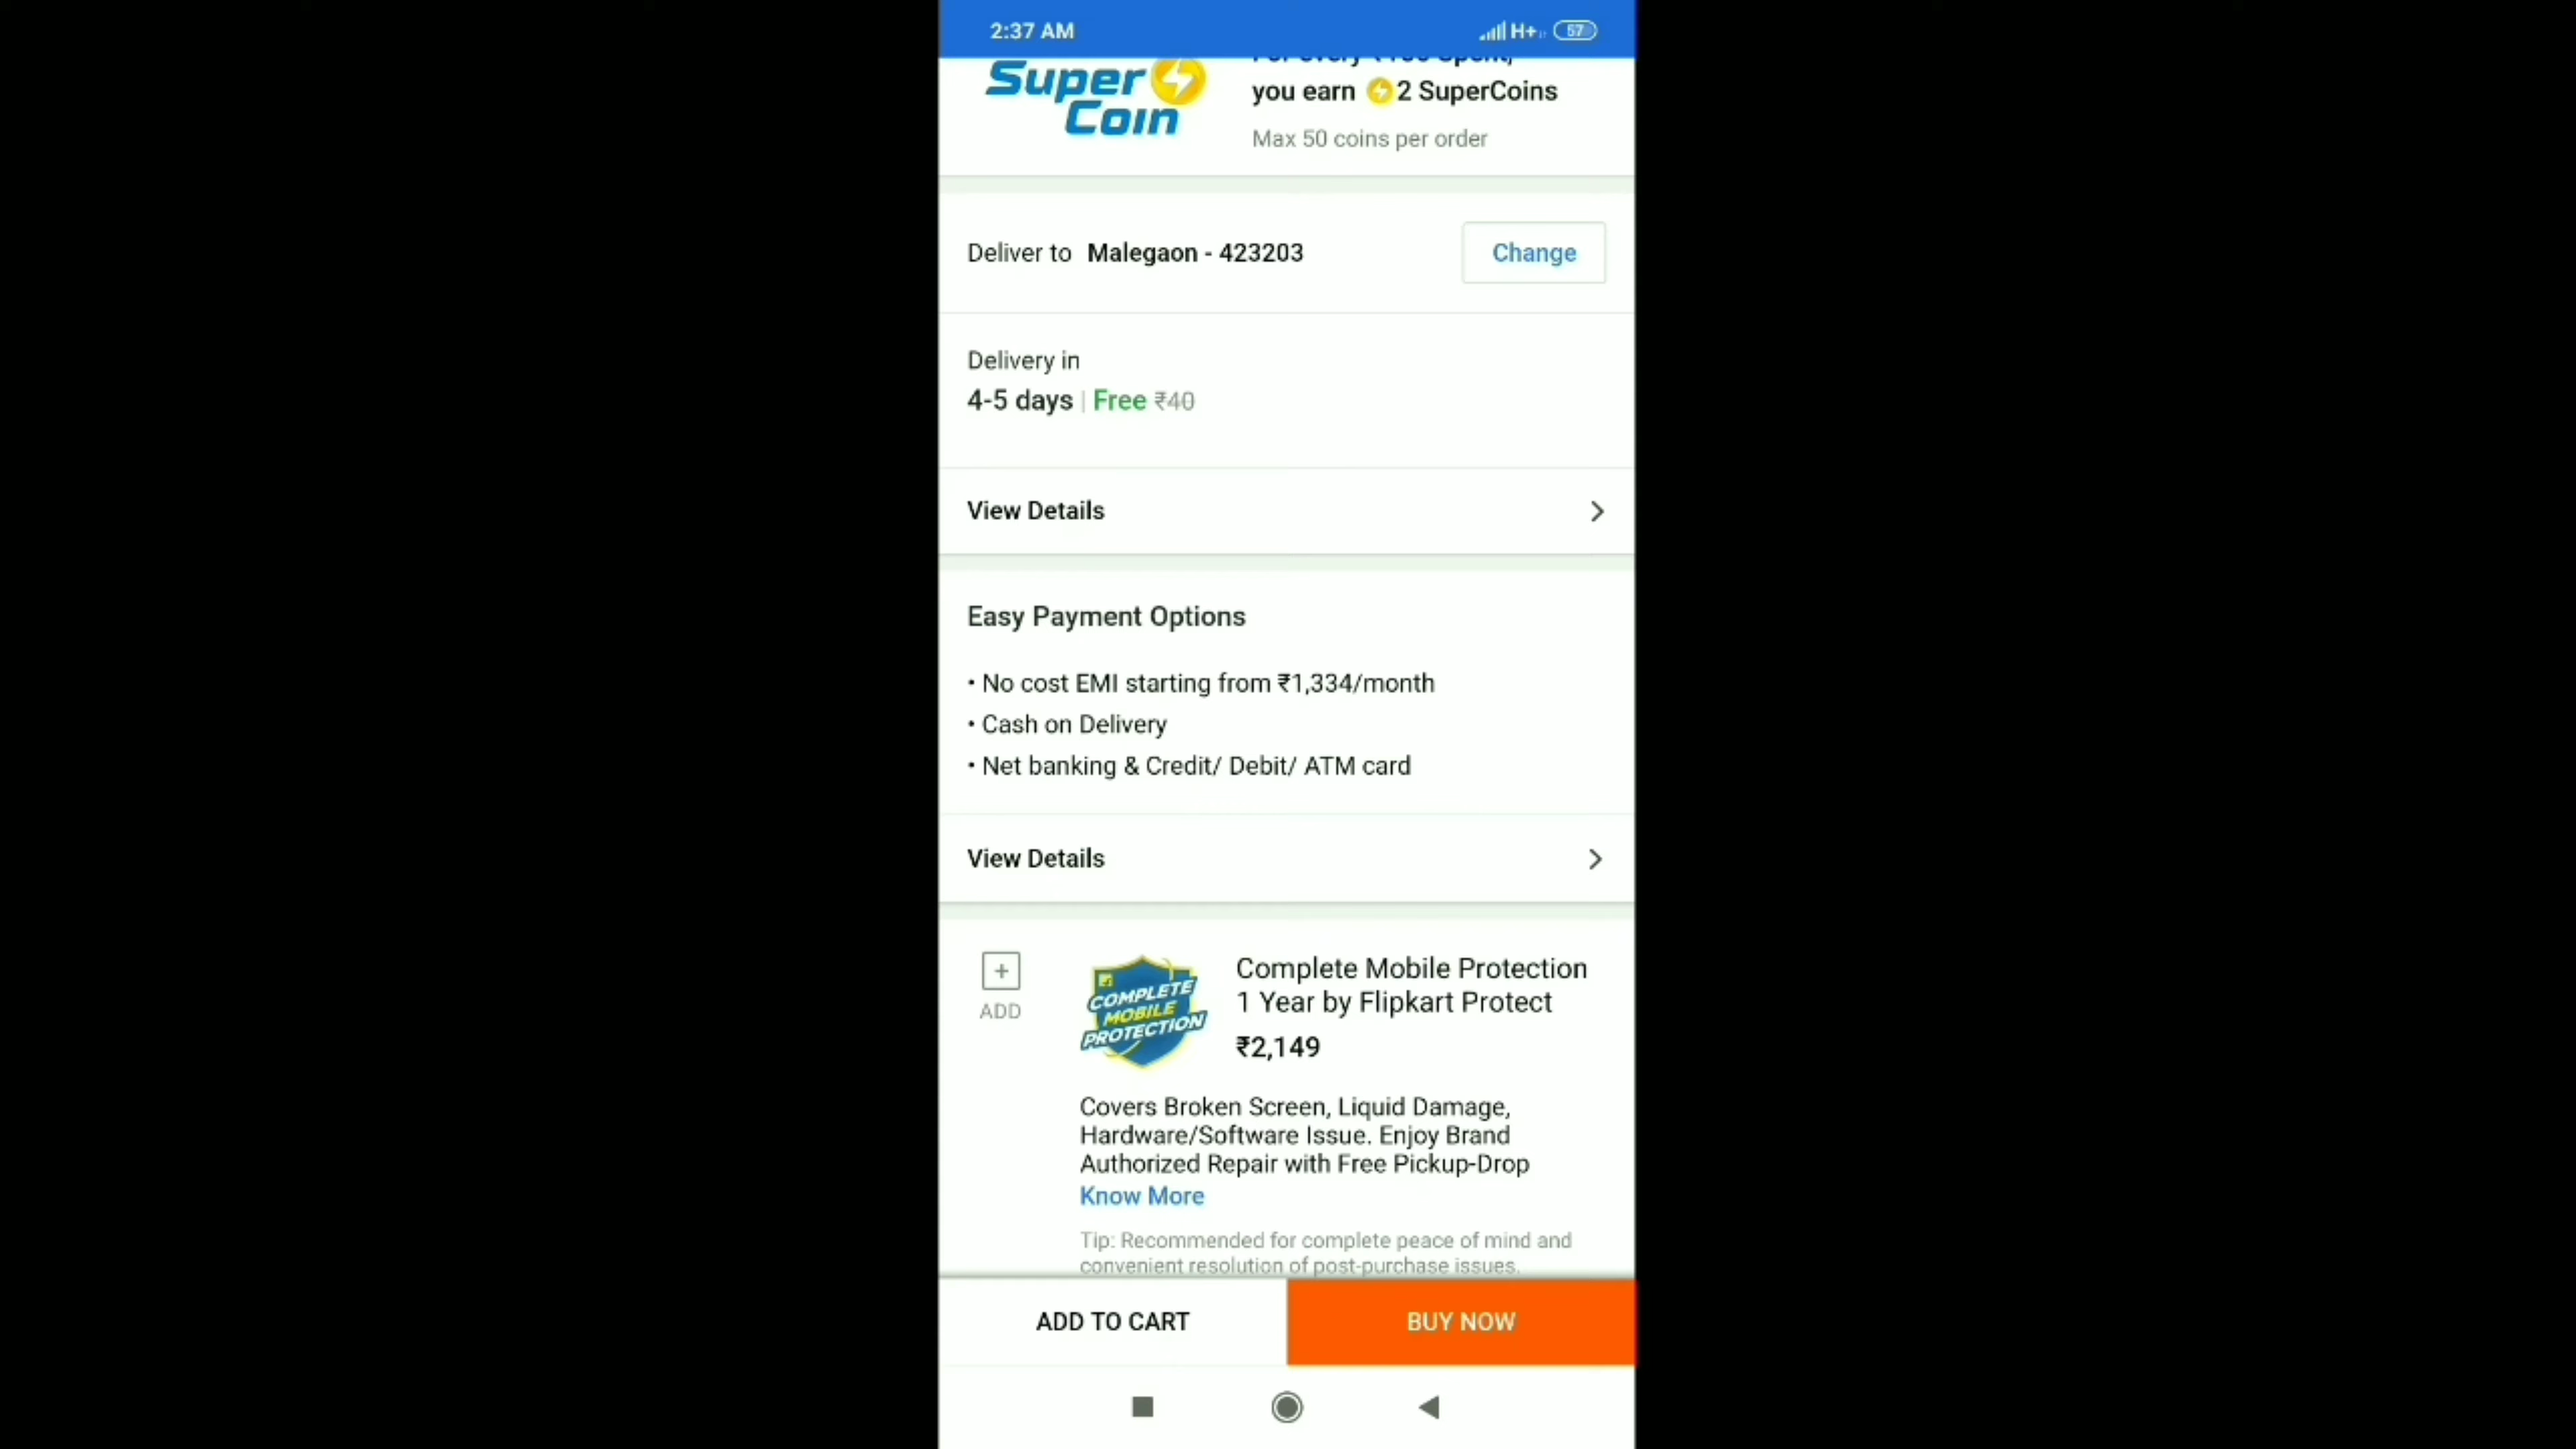 2:37 AM
H+
57
Super
Coin
you earn 2 SuperCoins
Max 50 coins per order
Deliver to Malegaon - 423203
Change
Delivery in
4-5 days | Free ₹40
View Details
Easy Payment Options
• No cost EMI starting from ₹1,334/month
• Cash on Delivery
• Net banking & Credit/ Debit/ ATM card
View Details
ADD
COMPLETE
MOBILE
PROTECTION
Complete Mobile Protection
1 Year by Flipkart Protect
₹2,149
Covers Broken Screen, Liquid Damage,
Hardware/Software Issue. Enjoy Brand
Authorized Repair with Free Pickup-Drop
Know More
Tip: Recommended for complete peace of mind and
convenient resolution of post-purchase issues.
ADD TO CART
BUY NOW